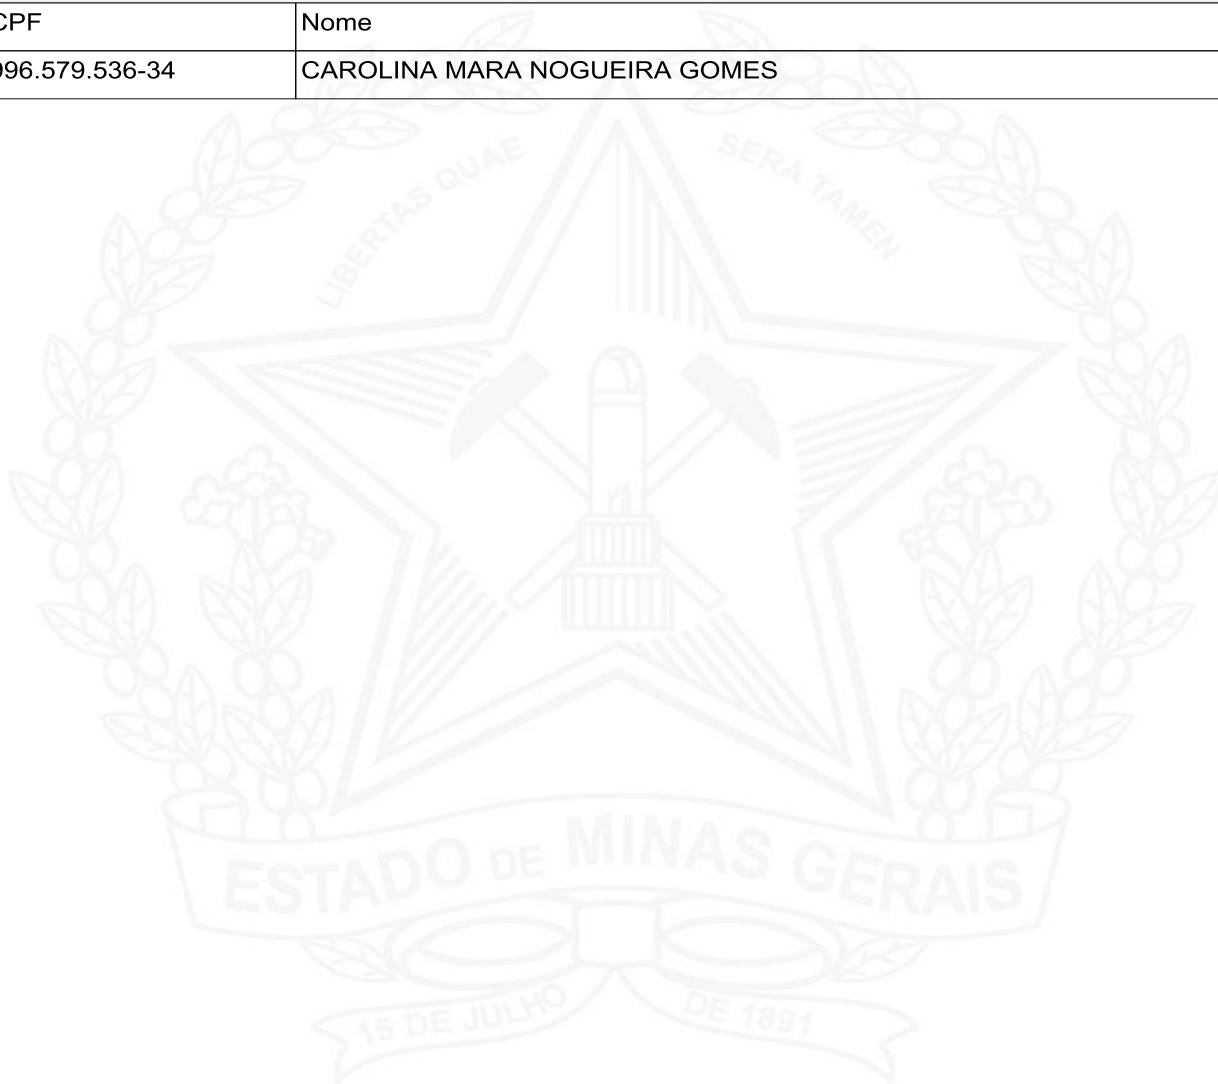 CPF Nome
996.579.536-34 CAROLINA MARA NOGUEIRA GOMES
LIBERTAS QUAE SERA TAMEN
ESTADO DE MINAS GERAIS
15 DE JULHO DE 1891